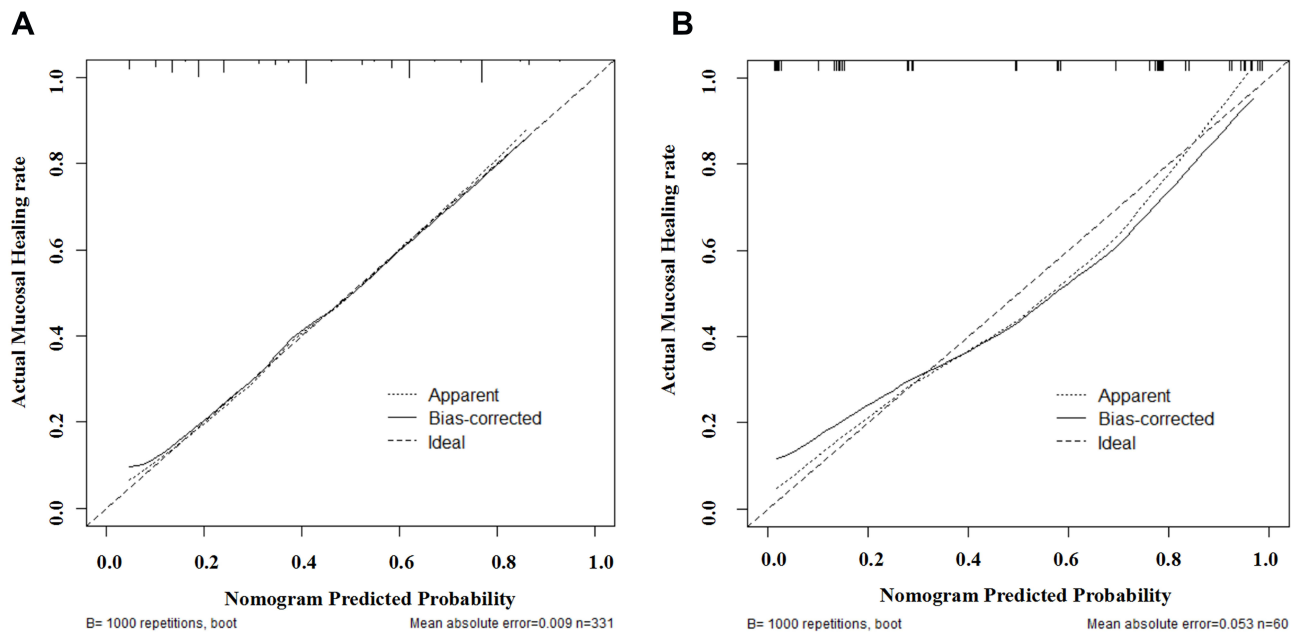 A
Actual Mucosal Healing rate
1.0
0.8
0.6
0.4
0.2
0.0
Apparent
Bias-corrected
Ideal
0.0 0.2 0.4 0.6 0.8 1.0
Nomogram Predicted Probability
B= 1000 repetitions, boot Mean absolute error=0.009 n=331
B
Actual Mucosal Healing rate
1.0
0.8
0.6
0.4
0.2
0.0
Apparent
Bias-corrected
Ideal
0.0 0.2 0.4 0.6 0.8 1.0
Nomogram Predicted Probability
B= 1000 repetitions, boot Mean absolute error=0.053 n=60